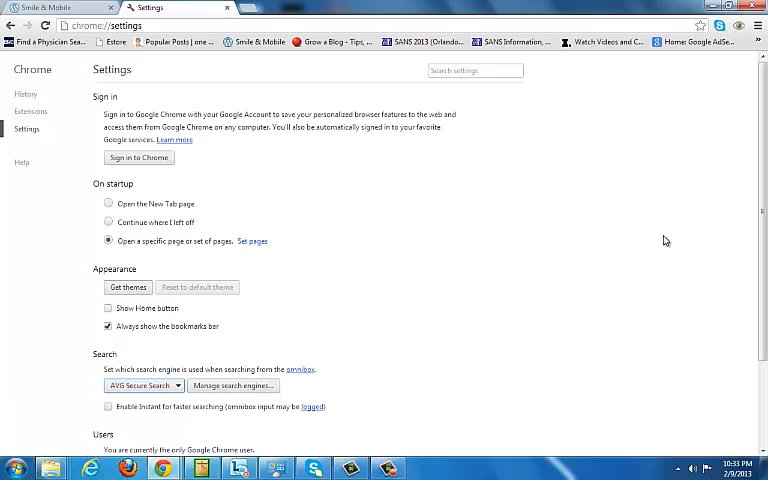 Smile & Mobile
Settings
chrome://settings
Find a Physician Sea...
Estore
Popular Posts | one ...
Smile & Mobile
Grow a Blog - Tips, ...
SANS 2013 (Orlando...
SANS Information, ...
Watch Videos and C...
Home: Google AdSe...
Chrome
History
Extensions
Settings
Help
Settings
Search settings
Sign in
Sign in to Google Chrome with your Google Account to save your personalized browser features to the web and
access them from Google Chrome on any computer. You'll also be automatically signed in to your favorite
Google services. Learn more
Sign in to Chrome
On startup
Open the New Tab page
Continue where I left off
Open a specific page or set of pages. Set pages
Appearance
Get themes
Reset to default theme
Show Home button
Always show the bookmarks bar
Search
Set which search engine is used when searching from the omnibox.
AVG Secure Search
Manage search engines...
Enable Instant for faster searching (omnibox input may be logged)
Users
You are currently the only Google Chrome user.
10:33 PM
2/9/2013